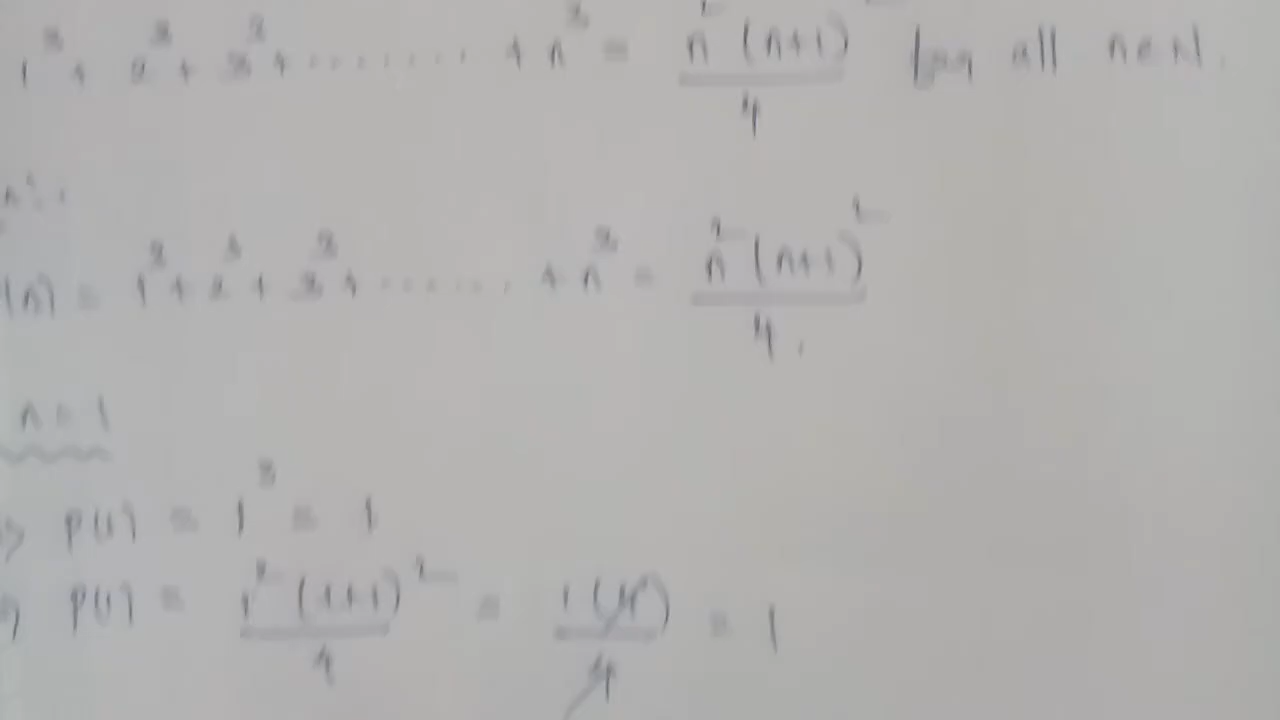 1³ + 2³ + 3³ + ........ + n³ = n²(n+1)²/4 for all n∈N.
P(n) = 1³ + 2³ + 3³ + ....... + n³ = n²(n+1)²/4.
n = 1
P(1) = 1³ = 1
P(1) = 1²(1+1)²/4 = 1(4)/4 = 1